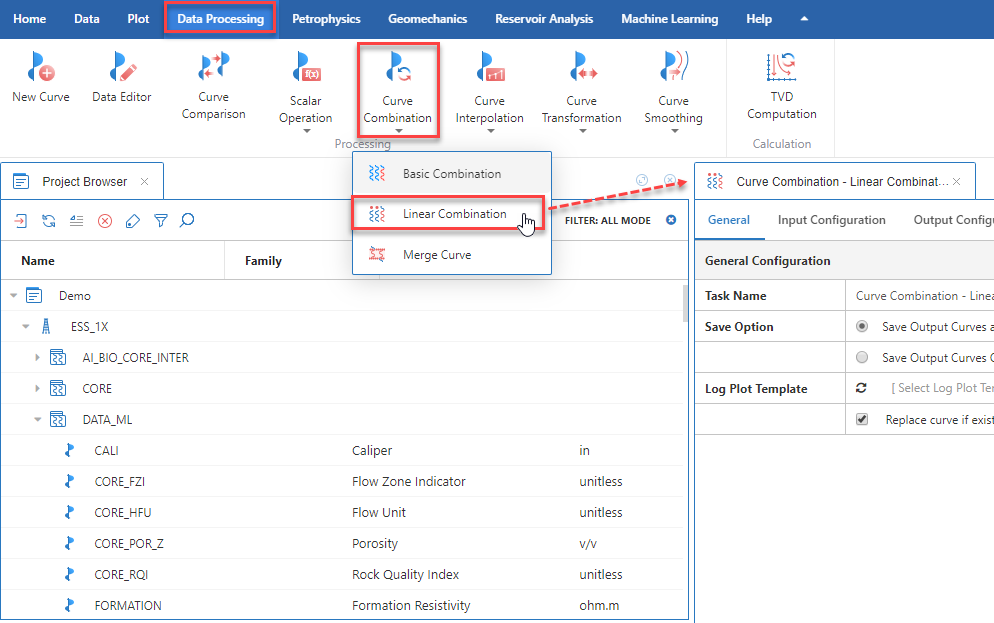 Home Data Plot Data Processing Petrophysics Geomechanics Reservoir Analysis Machine Learning Help
New Curve
Data Editor
Curve
Comparison
Scalar
Operation
Curve
Combination
Curve
Interpolation
Curve
Transformation
Curve
Smoothing
TVD
Computation
Processing
Calculation
Basic Combination
Linear Combination
Merge Curve
Project Browser
FILTER: ALL MODE
Name Family
Demo
ESS_1X
AI_BIO_CORE_INTER
CORE
DATA_ML
CALI Caliper in
CORE_FZI Flow Zone Indicator unitless
CORE_HFU Flow Unit unitless
CORE_POR_Z Porosity v/v
CORE_RQI Rock Quality Index unitless
FORMATION Formation Resistivity ohm.m
Curve Combination - Linear Combinat...
General Input Configuration Output Configu
General Configuration
Task Name Curve Combination - Linea
Save Option Save Output Curves a
Save Output Curves
Log Plot Template [ Select Log Plot Ter
Replace curve if exist